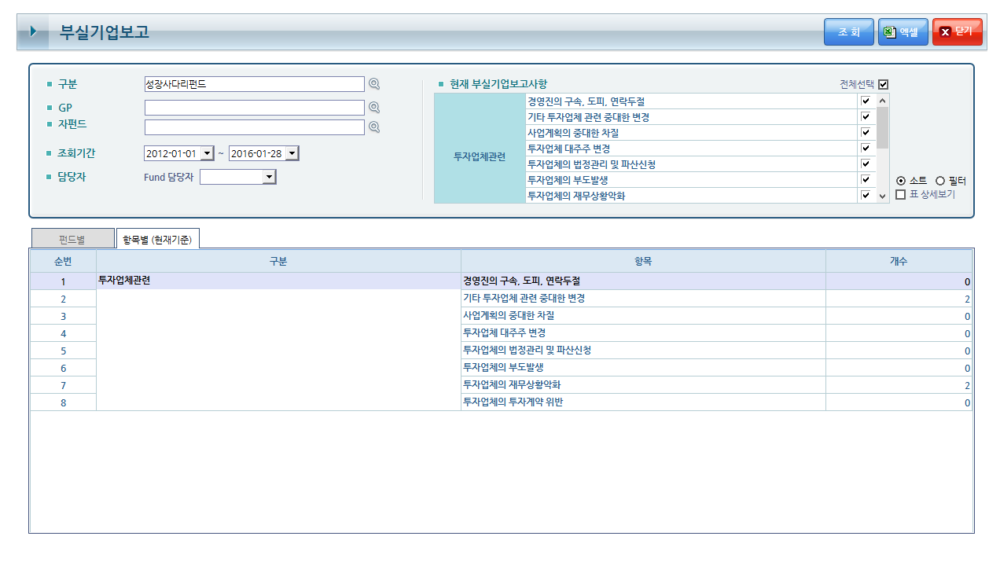 부실기업보고
조 회 엑셀 닫기
구분 성장사다리펀드
GP
자펀드
조회기간 2012-01-01 ~ 2016-01-28
담당자 Fund 담당자
현재 부실기업보고사항 전체선택
투자업체관련
경영진의 구속, 도피, 연락두절
기타 투자업체 관련 중대한 변경
사업계획의 중대한 차질
투자업체 대주주 변경
투자업체의 법정관리 및 파산신청
투자업체의 부도발생
투자업체의 재무상황악화
소트 필터
표 상세보기
펀드별 항목별 (현재기준)
순번 구분 항목 개수
1 투자업체관련 경영진의 구속, 도피, 연락두절 0
2 기타 투자업체 관련 중대한 변경 2
3 사업계획의 중대한 차질 0
4 투자업체 대주주 변경 0
5 투자업체의 법정관리 및 파산신청 0
6 투자업체의 부도발생 0
7 투자업체의 재무상황악화 2
8 투자업체의 투자계약 위반 0